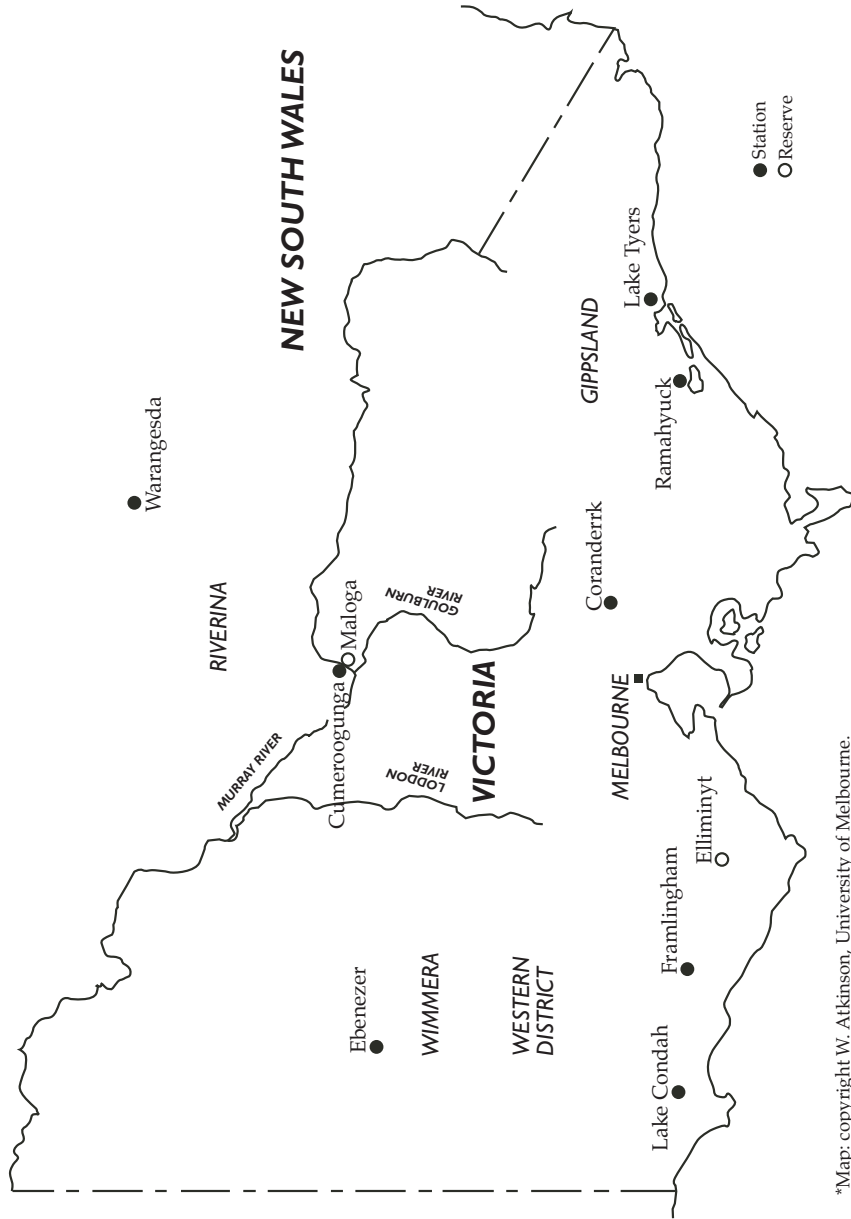 NEW SOUTH WALES
Warangesda
RIVERINA
MURRAY RIVER
Cumeroogunga
Maloga
GOULBURN
RIVER
LODDON
RIVER
VICTORIA
Ebenezer
WIMMERA
WESTERN
DISTRICT
MELBOURNE
Coranderrk
GIPPSLAND
Lake Tyers
Ramahyuck
Lake Condah
Framlingham
Elliminyt
Station
Reserve
*Map: copyright W. Atkinson, University of Melbourne.